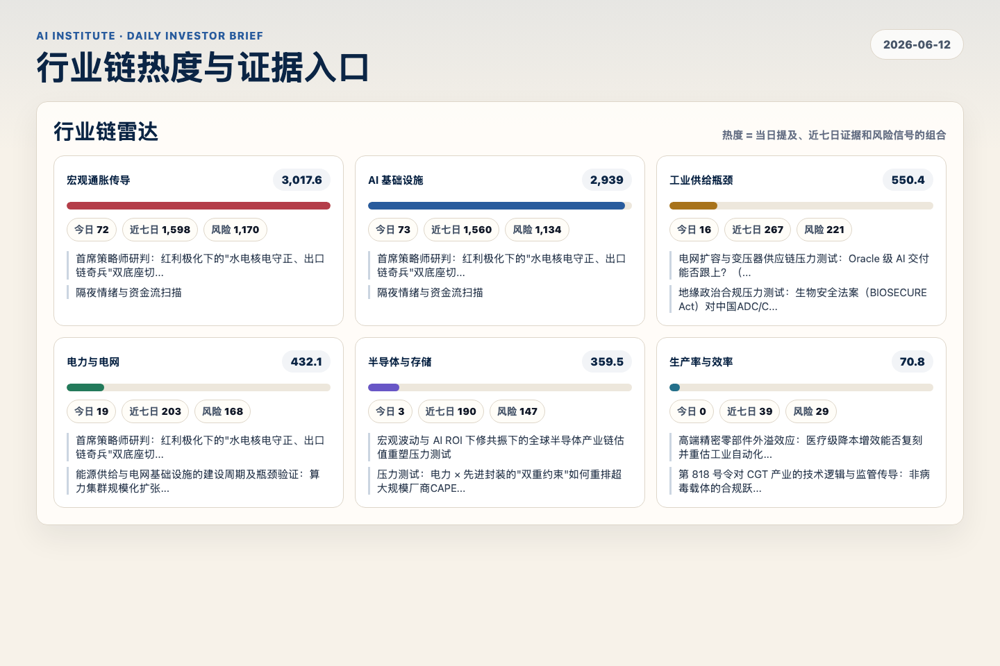 AI INSTITUTE · DAILY INVESTOR BRIEF
行业链热度与证据入口
2026-06-12
行业链雷达
热度 = 当日提及、近七日证据和风险信号的组合
宏观通胀传导
3,017.6
今日 72
近七日 1,598
风险 1,170
首席策略师研判：红利极化下的"水电核电守正、出口
链奇兵"双底座切...
隔夜情绪与资金流扫描
AI 基础设施
2,939
今日 73
近七日 1,560
风险 1,134
首席策略师研判：红利极化下的"水电核电守正、出口
链奇兵"双底座切...
隔夜情绪与资金流扫描
工业供给瓶颈
550.4
今日 16
近七日 267
风险 221
电网扩容与变压器供应链压力测试：Oracle 级 AI 交付
能否跟上？（...
地缘政治合规压力测试：生物安全法案（BIOSECURE
Act）对中国ADC/C...
电力与电网
432.1
今日 19
近七日 203
风险 168
首席策略师研判：红利极化下的"水电核电守正、出口
链奇兵"双底座切...
能源供给与电网基础设施的建设周期及瓶颈验证：算
力集群规模化扩张...
半导体与存储
359.5
今日 3
近七日 190
风险 147
宏观波动与 AI ROI 下修共振下的全球半导体产业链估
值重塑压力测试
压力测试：电力 × 先进封装的"双重约束"如何重排超
大规模厂商CAPE...
生产率与效率
70.8
今日 0
近七日 39
风险 29
高端精密零部件外溢效应：医疗级降本增效能否复刻
并重估工业自动化...
第 818 号令对 CGT 产业的技术逻辑与监管传导：非病
毒载体的合规跃...